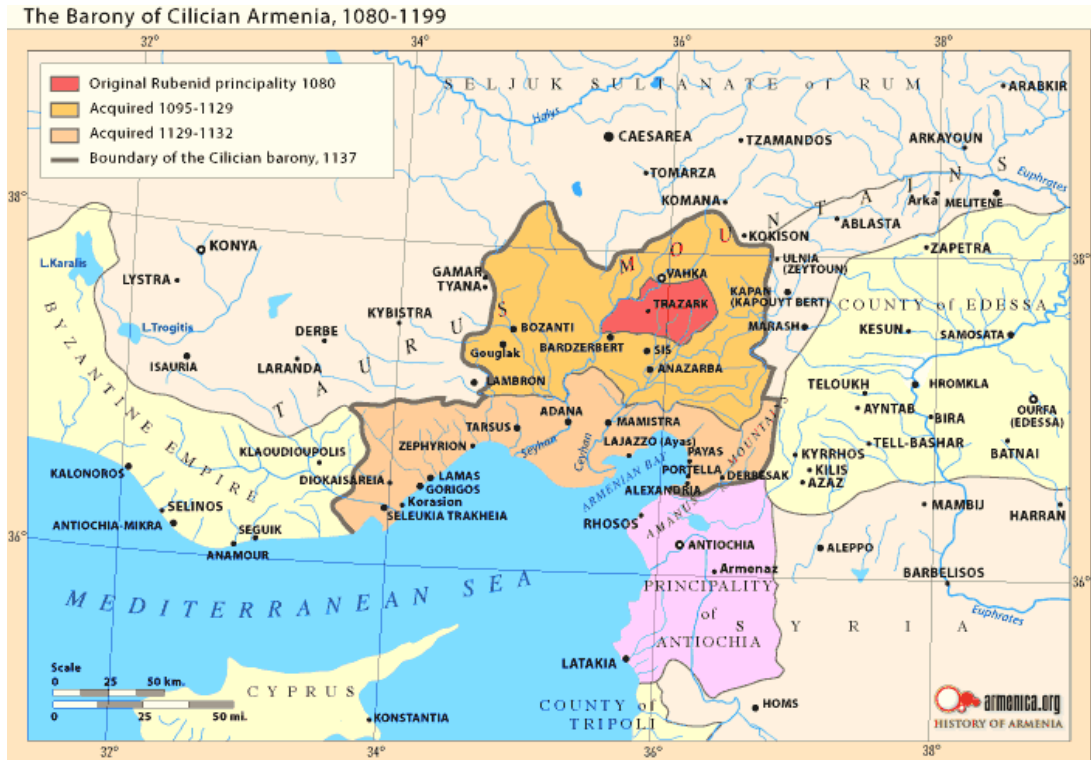 The Barony of Cilician Armenia, 1080-1199
32°
34°
36°
38°
Original Rubenid principality 1080
Acquired 1095-1129
Acquired 1129-1132
Boundary of the Cilician barony, 1137
SELJUK SULTANATE of RUM
ARABKIR
Halys
CAESAREA
TZAMANDOS
ARKAYOUN
TOMARZA
Euphrates
KOMANA
Arka
MELITENE
38°
TAURUS MOUNTAINS
ABLASTA
KOKISON
KONYA
ZAPETRA
38°
L.Karalis
ULNIA
(ZEYTOUN)
GAMAR
TYANA
VAHKA
LYSTRA
KAPAN
(KAPOUYT BERT)
COUNTY of EDESSA
TRAZARK
KYBISTRA
L.Trogitis
BOZANTI
MARASH
KESUN
SAMOSATA
DERBE
BARDZERBERT
Gouglak
SIS
ISAURIA
LARANDA
ANAZARBA
LAMBRON
TELOUKH
HROMKLA
BYZANTINE EMPIRE
OURFA
(EDESSA)
AYNTAB
BIRA
ADANA
MAMISTRA
TARSUS
AMANUS MOUNTAINS
ZEPHYRION
Seyhan
Ceyhan
LAJAZZO (Ayas)
TELL-BASHAR
BATNAI
KLAOUDIOUPOLIS
PAYAS
KYRRHOS
KALONOROS
PORTELLA
KILIS
DERBESAK
DIOKAISAREIA
LAMAS
ARMENIAN BAY
AZAZ
GORIGOS
ALEXANDRIA
Korasion
SELEUKIA TRAKHEIA
SELINOS
MAMBIJ
HARRAN
ANTIOCHIA-MIKRA
RHOSOS
SEGUIK
36°
ANAMOUR
ANTIOCHIA
ALEPPO
Armenaz
BARBELISOS
36°
MEDITERRANEAN SEA
PRINCIPALITY
of
ANTIOCHIA
SYRIA
Euphrates
Scale
LATAKIA
0 25 50 km.
0 25 50 mi.
CYPRUS
KONSTANTIA
COUNTY of
TRIPOLI
HOMS
armenica.org
HISTORY OF ARMENIA
32°
34°
36°
38°